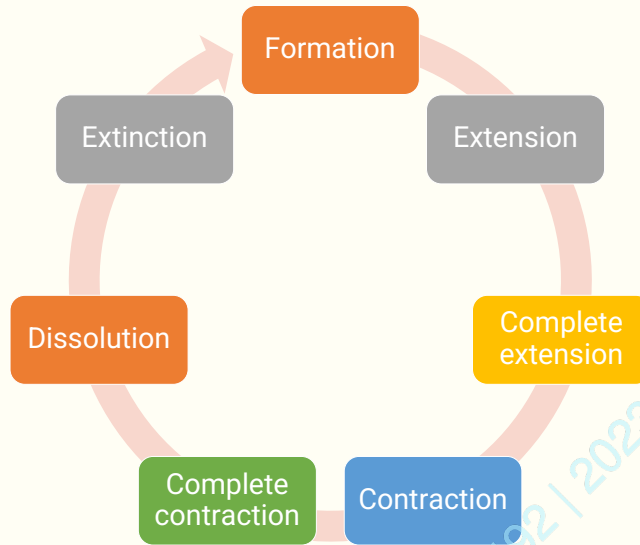 Formation
Extension
Complete
extension
Contraction
Complete
contraction
Dissolution
Extinction